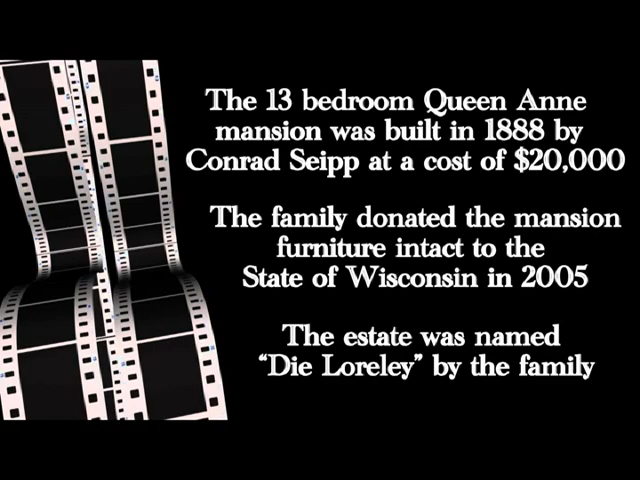 The 13 bedroom Queen Anne
mansion was built in 1888 by
Conrad Seipp at a cost of $20,000
The family donated the mansion
furniture intact to the
State of Wisconsin in 2005
The estate was named
“Die Loreley” by the family